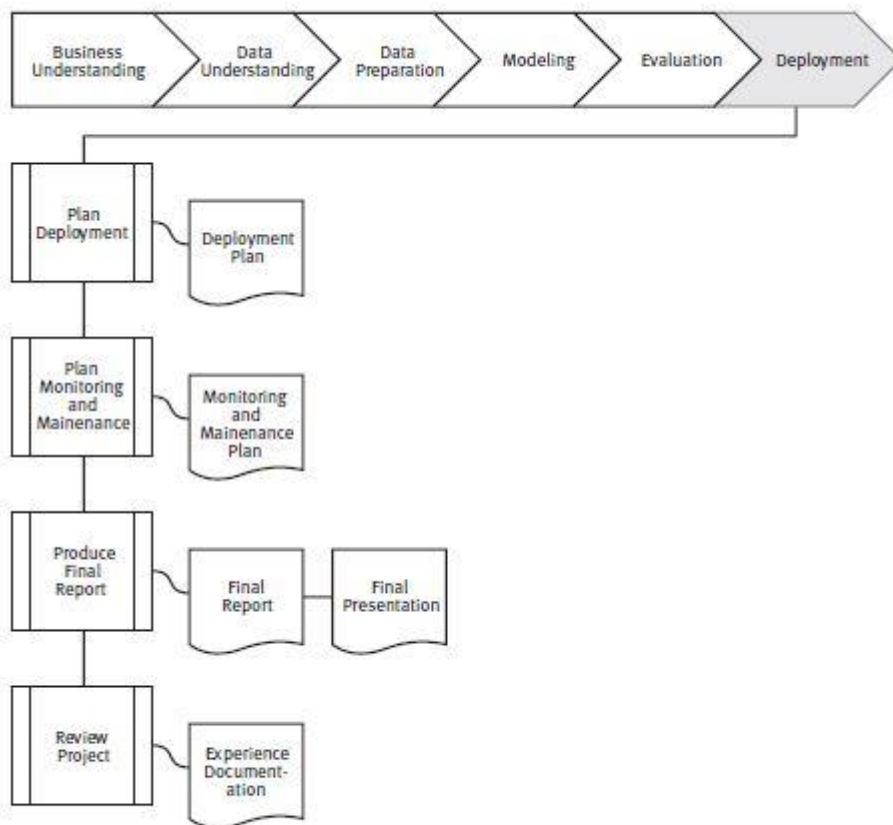 Business
Understanding
Data
Understanding
Data
Preparation
Modeling
Evaluation
Deployment
Plan
Deployment
Deployment
Plan
Plan
Monitoring
and
Mainenance
Monitoring
and
Mainenance
Plan
Produce
Final
Report
Final
Report
Final
Presentation
Review
Project
Experience
Document-
ation